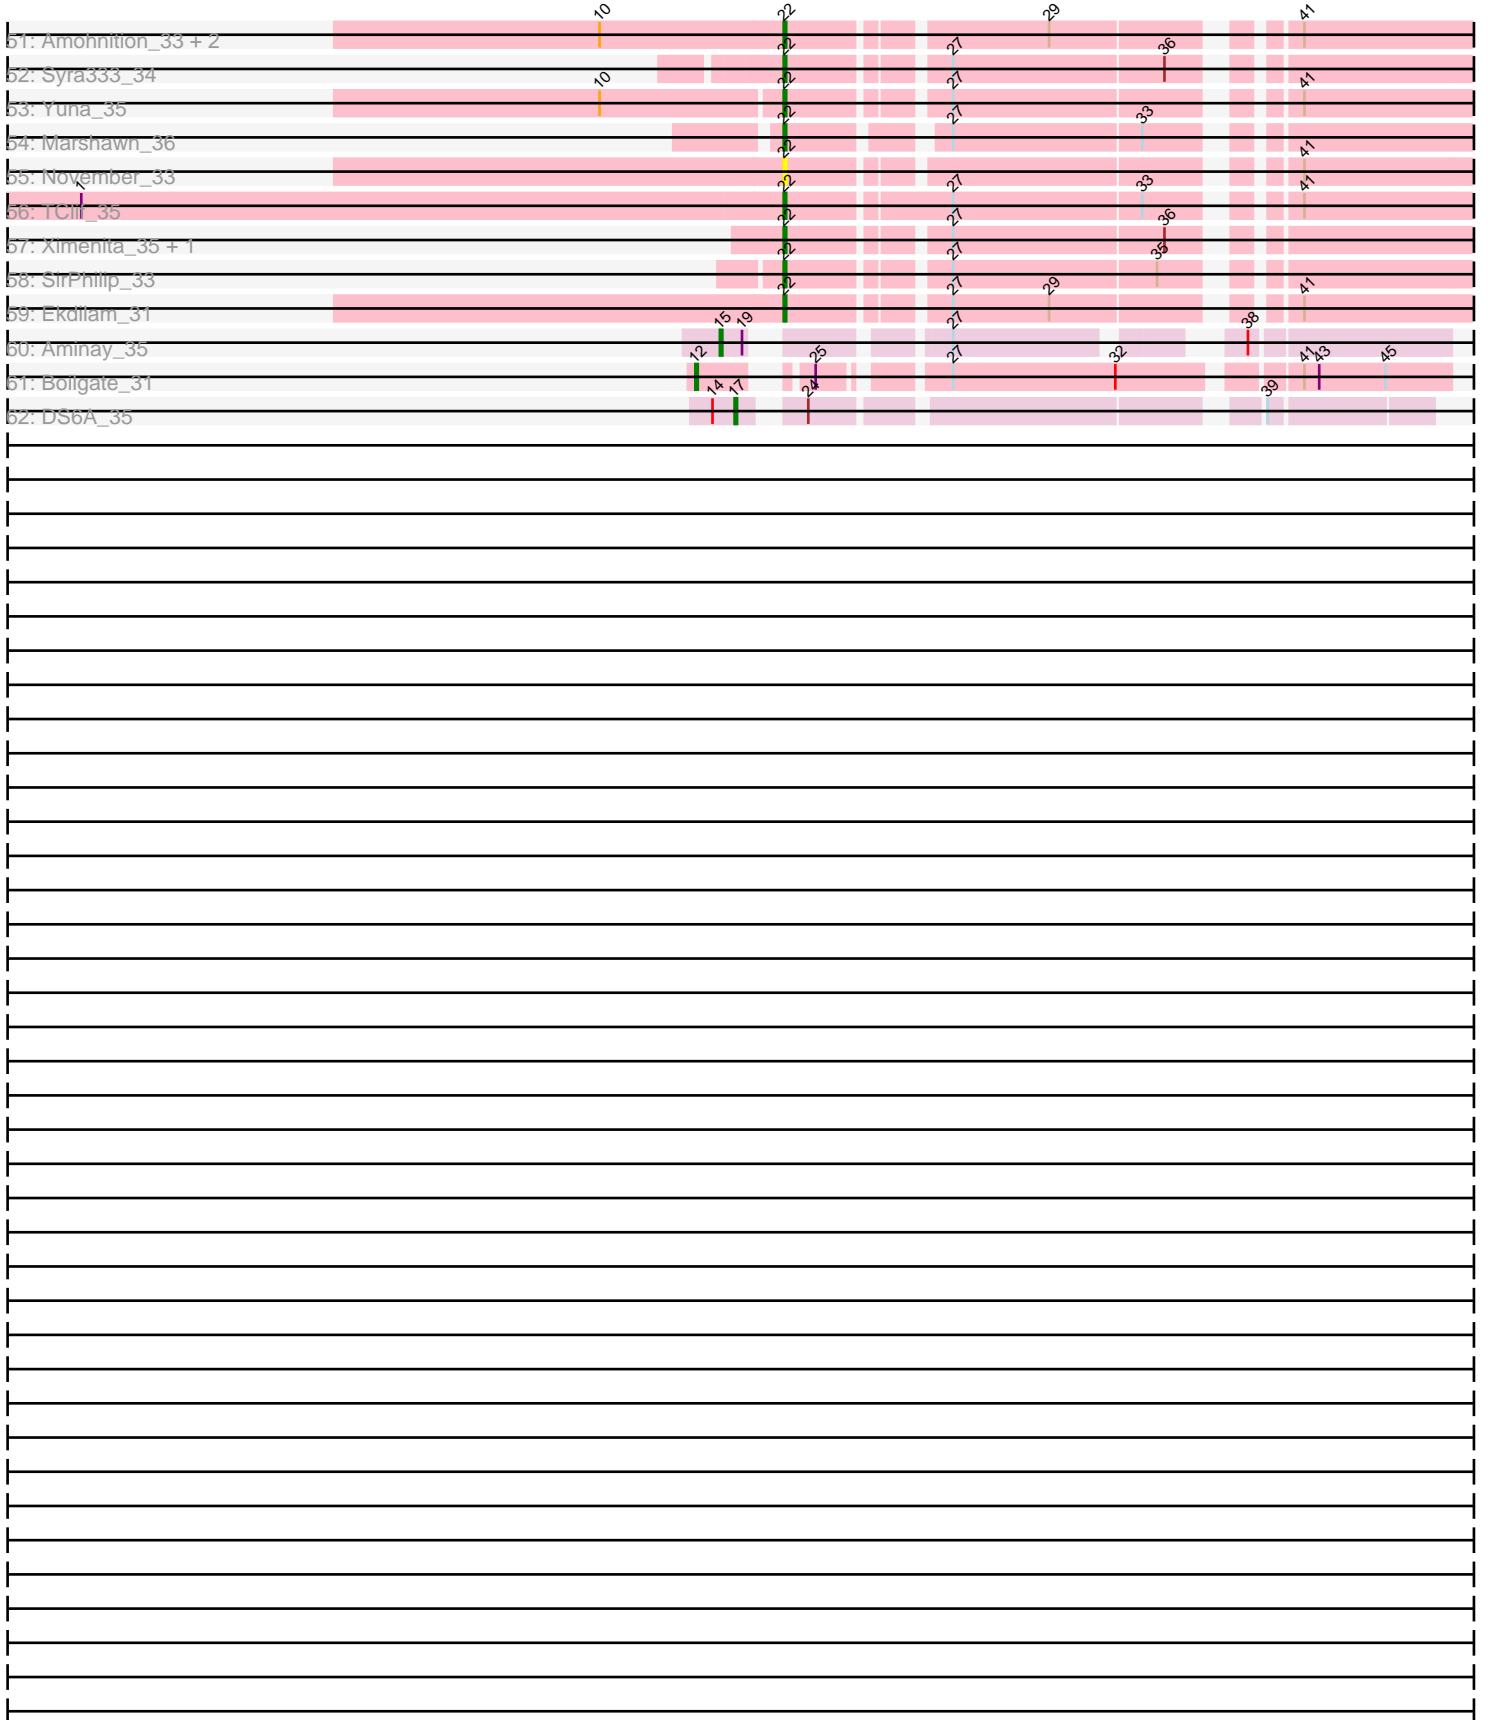 10 22 29 41
51: Amohnition_33 + 2
22 27 36
52: Syra333_34
10 22 27 41
53: Yuna_35
22 27 33
54: Marshawn_36
22 41
55: November_33
1 22 27 33 41
56: TClif_35
22 27 36
57: Ximenita_35 + 1
22 27 35
58: SirPhilip_33
22 27 29 41
59: Ekdilam_31
15 19 27 38
60: Aminay_35
12 25 27 32 41 43 45
61: Boilgate_31
14 17 24 39
62: DS6A_35